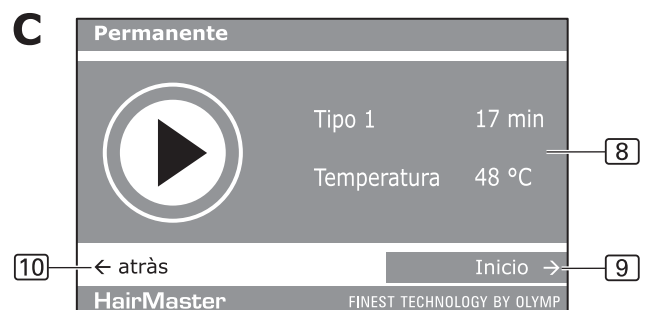 C
Permanente
Tipo 1 17 min
8
Temperatura 48 °C
10 ← atràs Inicio → 9
HairMaster FINEST TECHNOLOGY BY OLYMP